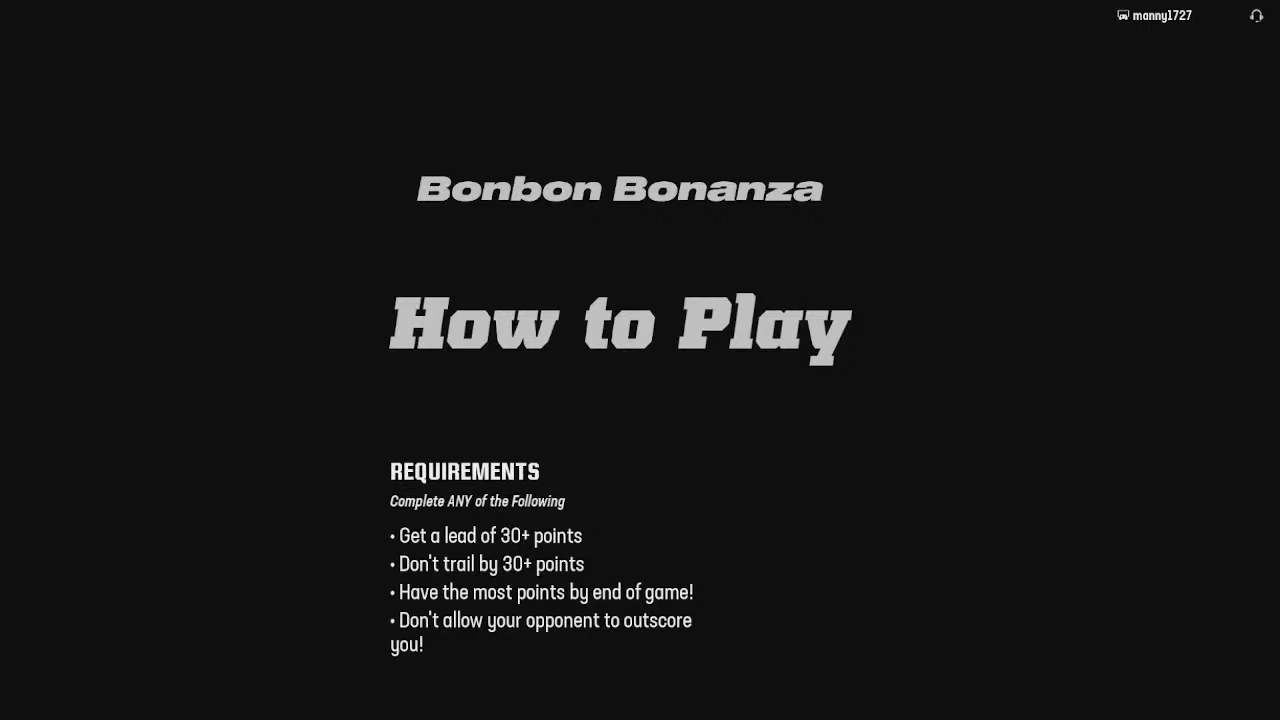 manny1727
Bonbon Bonanza
How to Play
REQUIREMENTS
Complete ANY of the Following
• Get a lead of 30+ points
• Don't trail by 30+ points
• Have the most points by end of game!
• Don't allow your opponent to outscore
you!